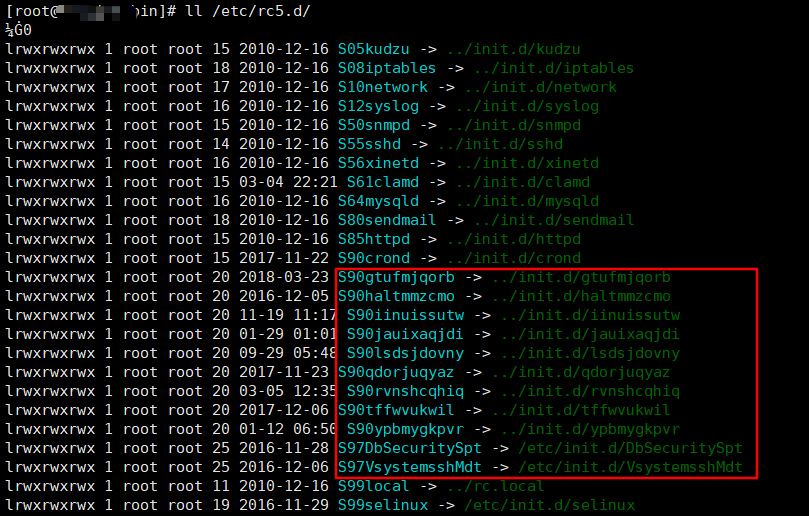 [root@ bin]# ll /etc/rc5.d/
lrwxrwxrwx 1 root root 15 2010-12-16 S05kudzu -> ../init.d/kudzu
lrwxrwxrwx 1 root root 18 2010-12-16 S08iptables -> ../init.d/iptables
lrwxrwxrwx 1 root root 17 2010-12-16 S10network -> ../init.d/network
lrwxrwxrwx 1 root root 16 2010-12-16 S12syslog -> ../init.d/syslog
lrwxrwxrwx 1 root root 15 2010-12-16 S50snmpd -> ../init.d/snmpd
lrwxrwxrwx 1 root root 14 2010-12-16 S55sshd -> ../init.d/sshd
lrwxrwxrwx 1 root root 16 2010-12-16 S56xinetd -> ../init.d/xinetd
lrwxrwxrwx 1 root root 15 03-04 22:21 S61clamd -> ../init.d/clamd
lrwxrwxrwx 1 root root 16 2010-12-16 S64mysqld -> ../init.d/mysqld
lrwxrwxrwx 1 root root 18 2010-12-16 S80sendmail -> ../init.d/sendmail
lrwxrwxrwx 1 root root 15 2010-12-16 S85httpd -> ../init.d/httpd
lrwxrwxrwx 1 root root 15 2017-11-22 S90crond -> ../init.d/crond
lrwxrwxrwx 1 root root 20 2018-03-23 S90gtufmjqorb -> ../init.d/gtufmjqorb
lrwxrwxrwx 1 root root 20 2016-12-05 S90haltmmzcmo -> ../init.d/haltmmzcmo
lrwxrwxrwx 1 root root 20 11-19 11:17 S90iinuissutw -> ../init.d/iinuissutw
lrwxrwxrwx 1 root root 20 01-29 01:01 S90jauixaqjdi -> ../init.d/jauixaqjdi
lrwxrwxrwx 1 root root 20 09-29 05:48 S90lsdsjdovny -> ../init.d/lsdsjdovny
lrwxrwxrwx 1 root root 20 2017-11-23 S90qdorjuqyaz -> ../init.d/qdorjuqyaz
lrwxrwxrwx 1 root root 20 03-05 12:35 S90rvnshcqhiq -> ../init.d/rvnshcqhiq
lrwxrwxrwx 1 root root 20 2017-12-06 S90tffwvukwil -> ../init.d/tffwvukwil
lrwxrwxrwx 1 root root 20 01-12 06:50 S90ypbmygkpvr -> ../init.d/ypbmygkpvr
lrwxrwxrwx 1 root root 25 2016-11-28 S97DbSecuritySpt -> /etc/init.d/DbSecuritySpt
lrwxrwxrwx 1 root root 25 2016-12-06 S97VsystemsshMdt -> /etc/init.d/VsystemsshMdt
lrwxrwxrwx 1 root root 11 2010-12-16 S99local -> ../rc.local
lrwxrwxrwx 1 root root 19 2016-11-29 S99selinux -> /etc/init.d/selinux